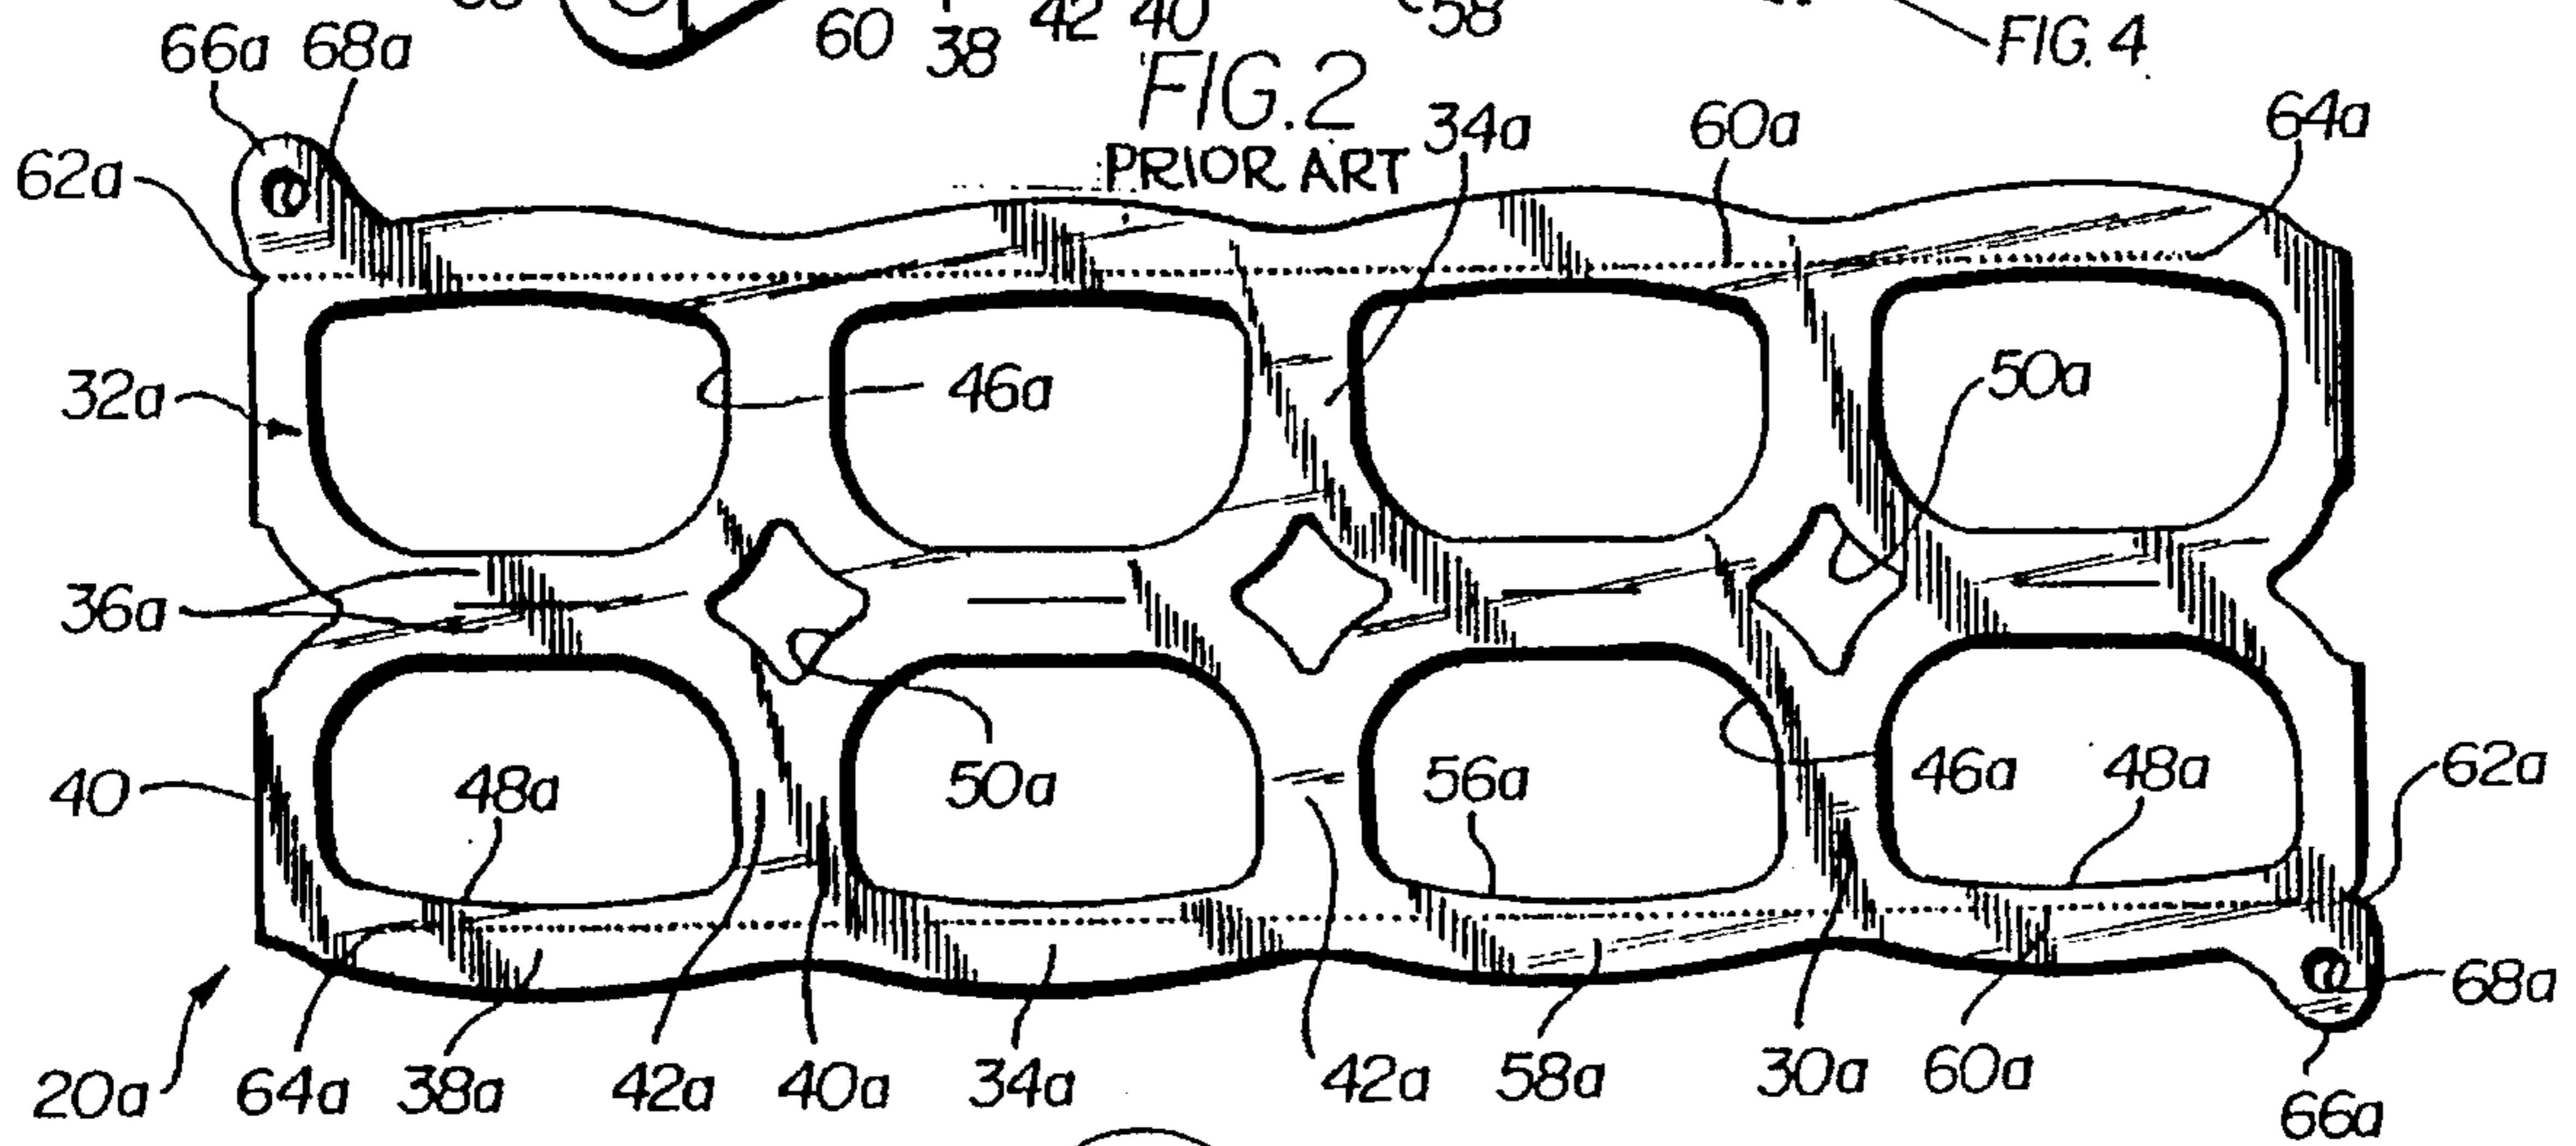 60 38 42 40 58
FIG. 4
66a 68a
FIG. 2
PRIOR ART
34a 60a 64a
62a
32a 46a 50a
36a
40 48a 50a 56a 46a 48a 62a
68a
20a 64a 38a 42a 40a 34a 42a 58a 30a 60a
66a